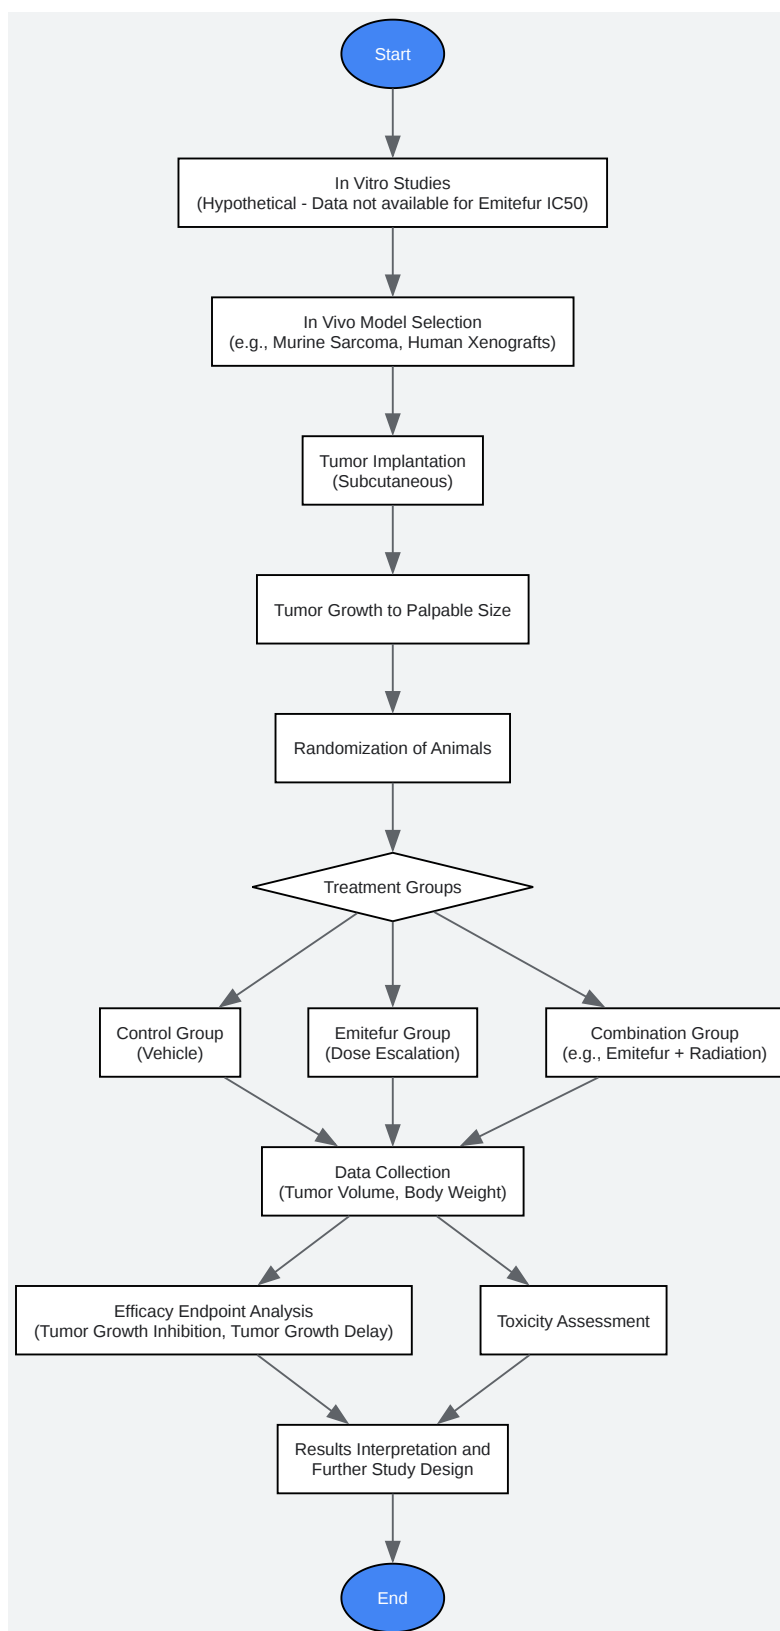 Start
In Vitro Studies
(Hypothetical - Data not available for Emitefur IC50)
In Vivo Model Selection
(e.g., Murine Sarcoma, Human Xenografts)
Tumor Implantation
(Subcutaneous)
Tumor Growth to Palpable Size
Randomization of Animals
Treatment Groups
Control Group
(Vehicle)
Emitefur Group
(Dose Escalation)
Combination Group
(e.g., Emitefur + Radiation)
Data Collection
(Tumor Volume, Body Weight)
Efficacy Endpoint Analysis
(Tumor Growth Inhibition, Tumor Growth Delay)
Toxicity Assessment
Results Interpretation and
Further Study Design
End